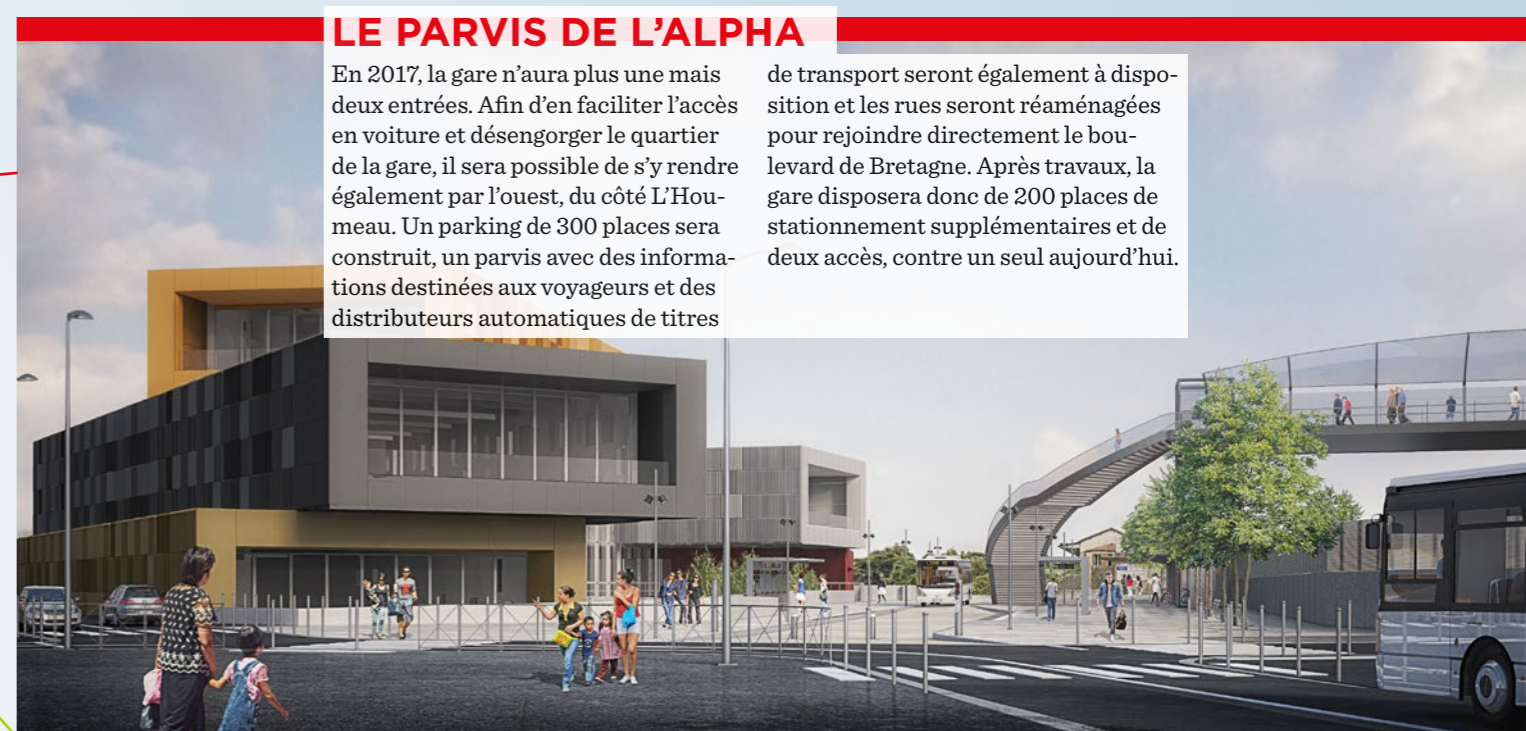 LE PARVIS DE L’ALPHA
En 2017, la gare n’aura plus une mais
deux entrées. Afin d’en faciliter l’accès
en voiture et désengorger le quartier
de la gare, il sera possible de s’y rendre
également par l’ouest, du côté L’Hou-
meau. Un parking de 300 places sera
construit, un parvis avec des informa-
tions destinées aux voyageurs et des
distributeurs automatiques de titres
de transport seront également à dispo-
sition et les rues seront réaménagées
pour rejoindre directement le bou-
levard de Bretagne. Après travaux, la
gare disposera donc de 200 places de
stationnement supplémentaires et de
deux accès, contre un seul aujourd’hui.